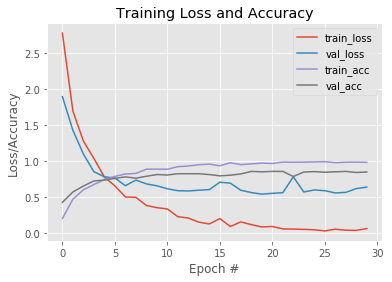 Training Loss and Accuracy
train_loss
val_loss
train_acc
val_acc
Loss/Accuracy
2.5
2.0
1.5
1.0
0.5
0.0
0
5
10
15
20
25
30
Epoch #